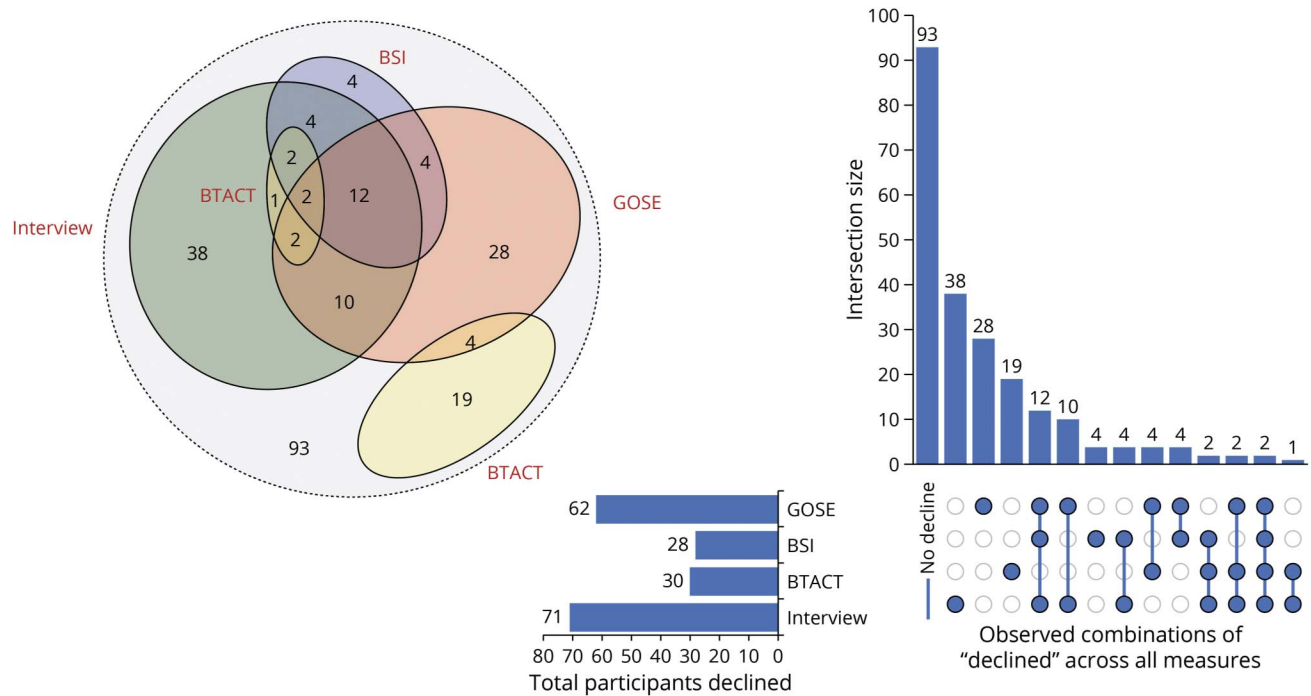 BSI
4
4
2
4
BTACT
1
2
12
GOSE
Interview
2
38
28
10
4
19
93
BTACT
62
GOSE
28
BSI
30
BTACT
71
Interview
80 70 60 50 40 30 20 10 0
Total participants declined
Intersection size
100
90
80
70
60
50
40
30
20
10
0
93
38
28
19
12
10
4
4
4
4
2
2
2
1
No decline
Observed combinations of
“declined” across all measures